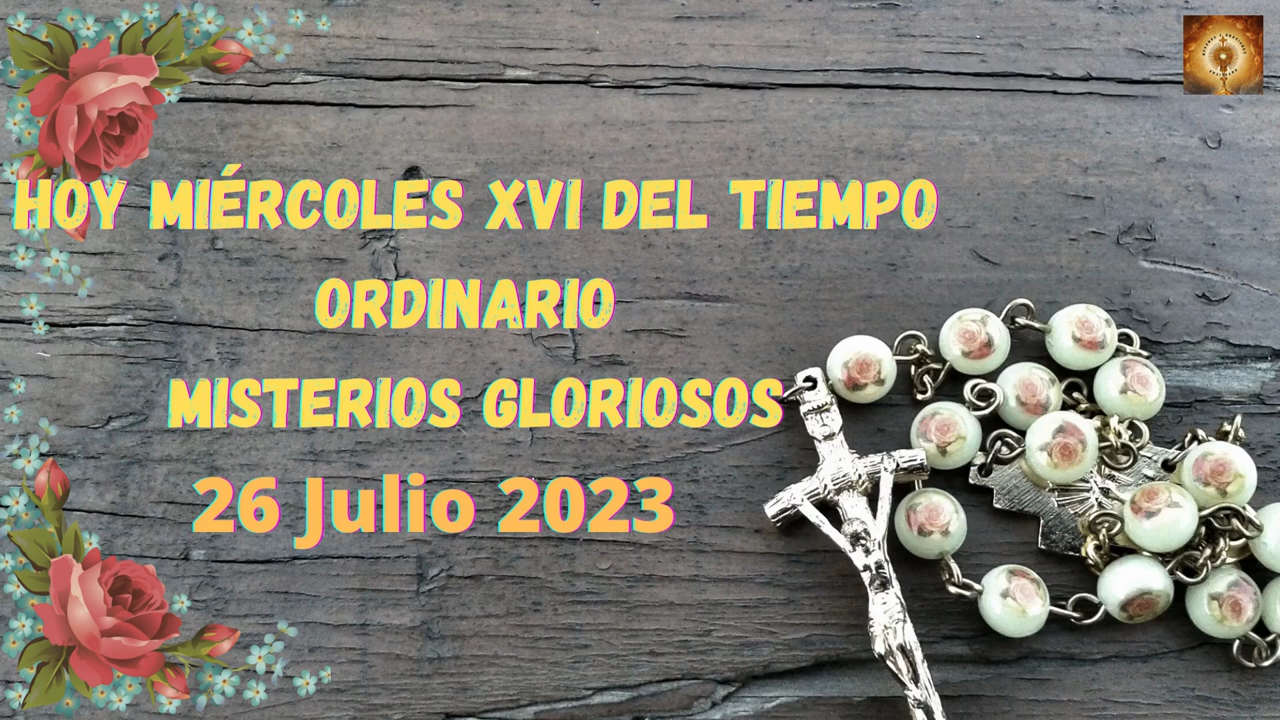 HOY MIÉRCOLES XVI DEL TIEMPO
ORDINARIO
MISTERIOS GLORIOSOS
26 Julio 2023